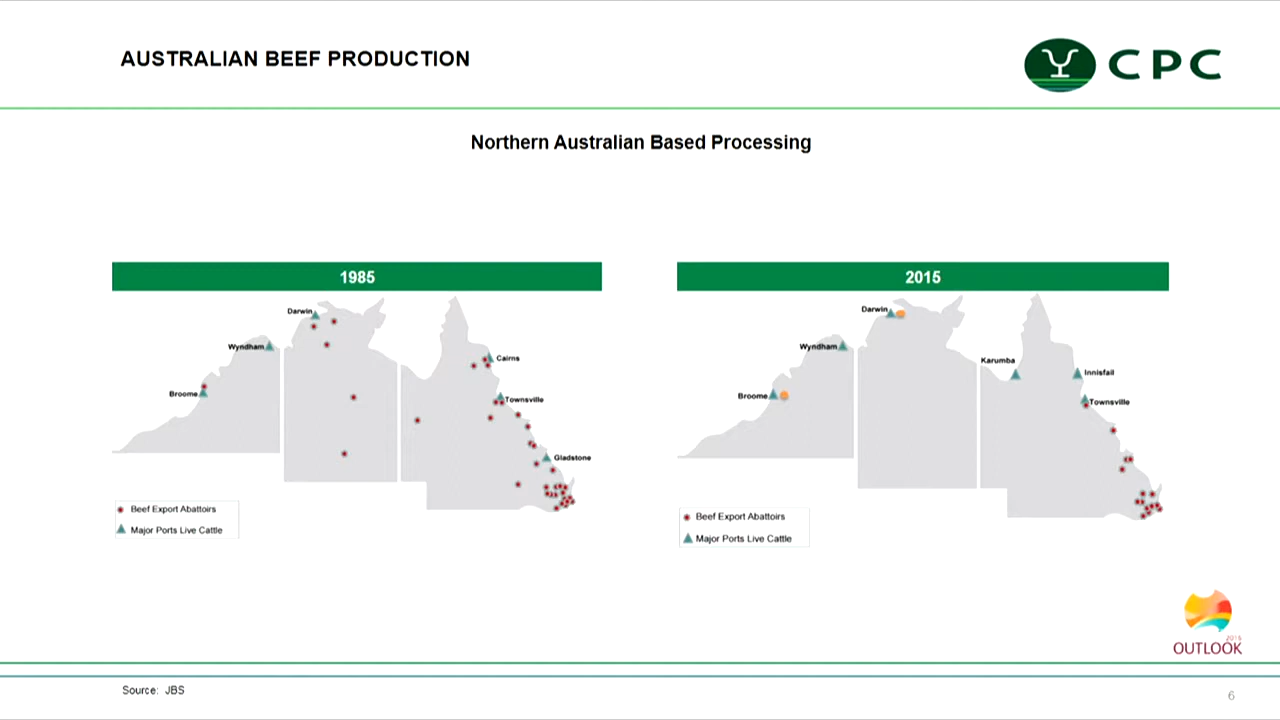 AUSTRALIAN BEEF PRODUCTION
CPC
Northern Australian Based Processing
1985
Darwin
Wyndham
Broome
Cairns
Townsville
Gladstone
Beef Export Abattoirs
Major Ports Live Cattle
2015
Darwin
Wyndham
Karumba
Innisfail
Broome
Townsville
Beef Export Abattoirs
Major Ports Live Cattle
2015
OUTLOOK
Source: JBS
6